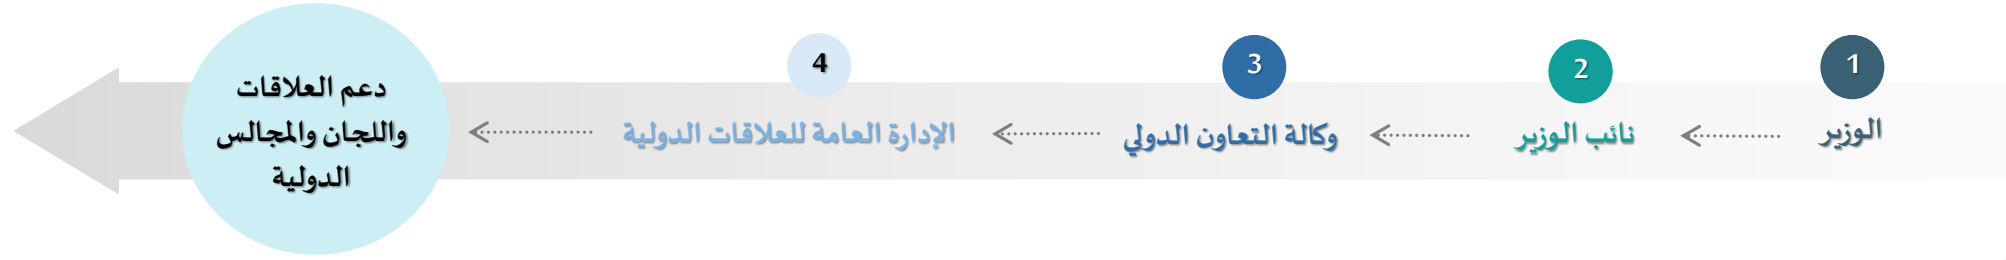 1
الوزير
2
نائب الوزير
3
وكالة التعاون الدولي
4
الإدارة العامة للعلاقات الدولية
دعم العلاقات
واللجان والمجالس
الدولية